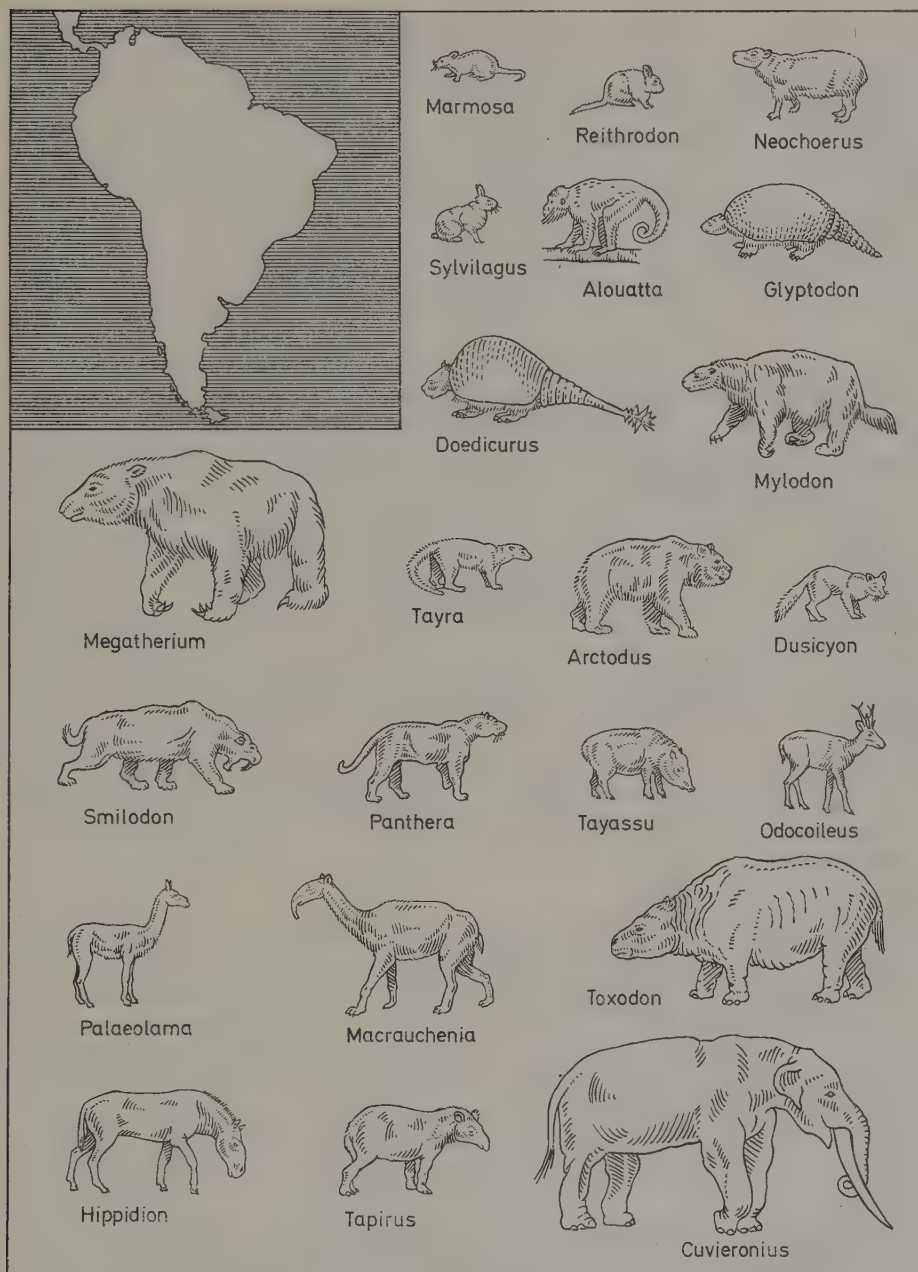 Marmosa
Reithrodon
Neochoerus
Sylvilagus
Alouatta
Glyptodon
Doedicurus
Mylodon
Megatherium
Tayra
Arctodus
Dusicyon
Smilodon
Panthera
Tayassu
Odocoileus
Palaeolama
Macrauchenia
Toxodon
Hippidion
Tapirus
Cuvieronius